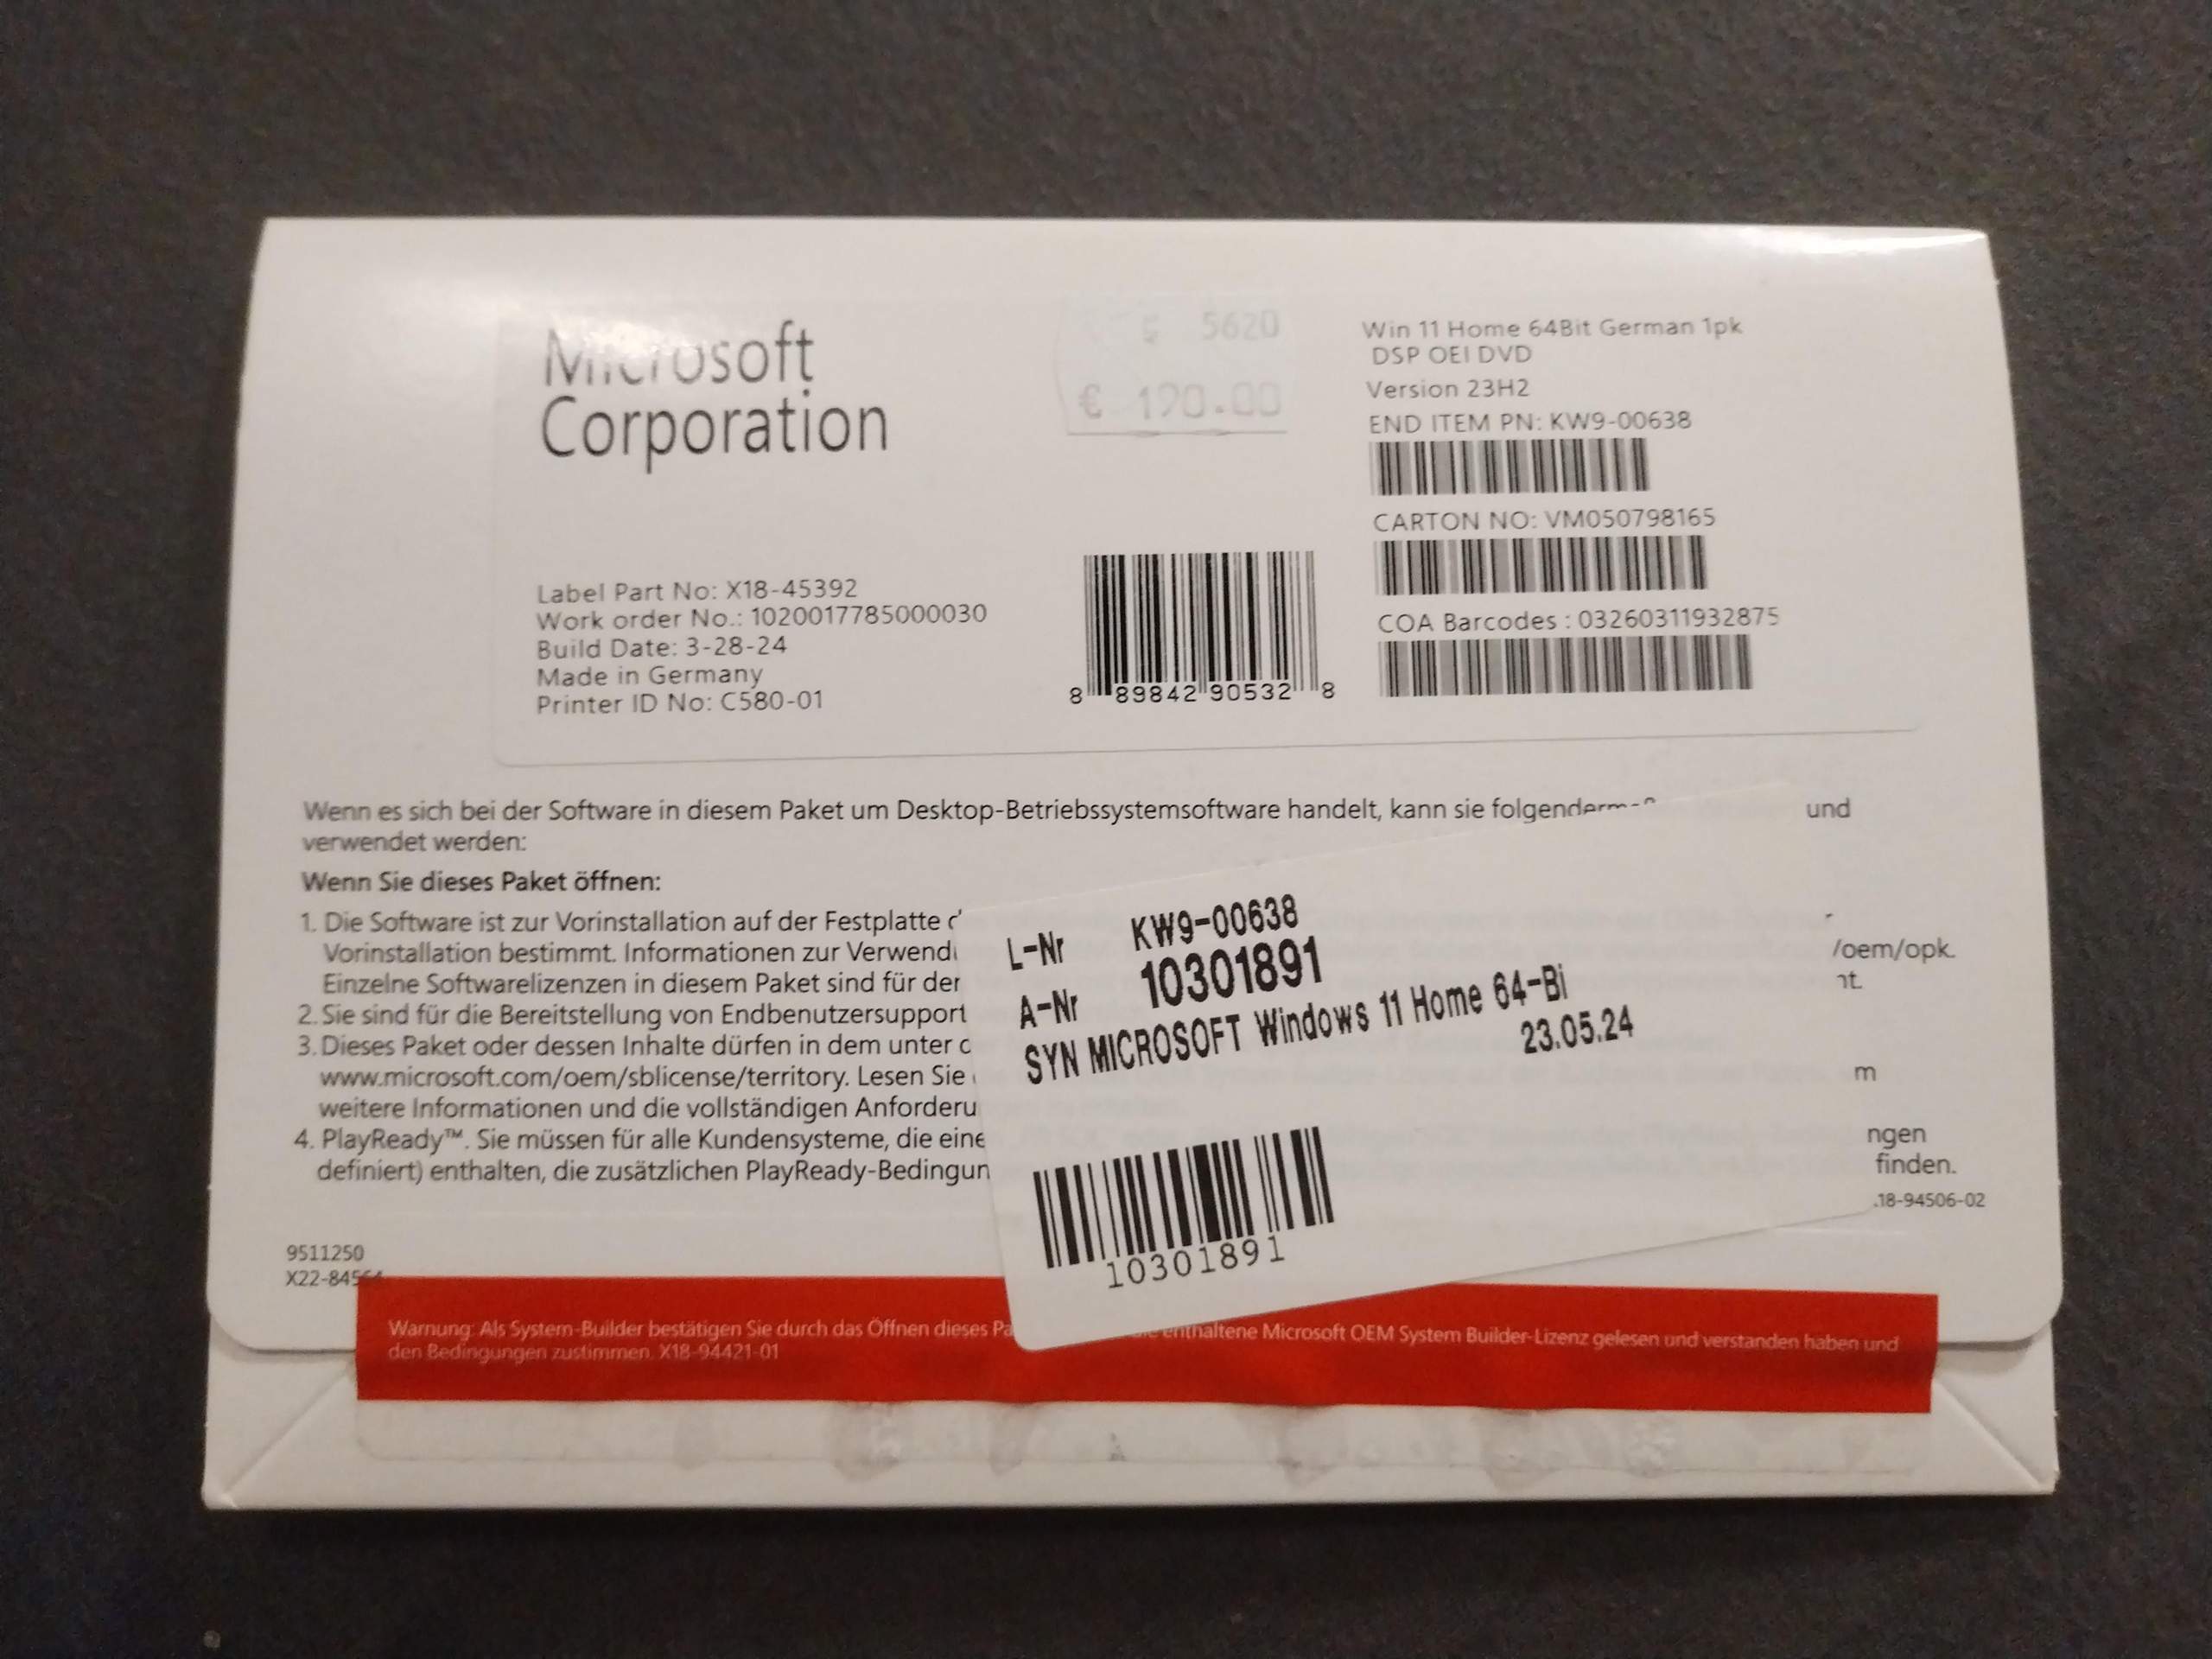 Microsoft
Corporation
5620
€ 190.00
Win 11 Home 64Bit German 1pk
DSP OEI DVD
Version 23H2
END ITEM PN: KW9-00638
CARTON NO: VM050798165
COA Barcodes : 03260311932875
Label Part No: X18-45392
Work order No.: 1020017785000030
Build Date: 3-28-24
Made in Germany
Printer ID No: C580-01
8 89842 90532 8
Wenn es sich bei der Software in diesem Paket um Desktop-Betriebssystemsoftware handelt, kann sie und
verwendet werden:
Wenn Sie dieses Paket öffnen:
1. Die Software ist zur Vorinstallation auf der Festplatte
Vorinstallation bestimmt. Informationen zur /oem/opk.
Einzelne Softwarelizenzen in diesem Paket sind für
2. Sie sind für die Bereitstellung von Endbenutzersupport
3. Dieses Paket oder dessen Inhalte dürfen in dem unter
www.microsoft.com/oem/sblicense/territory. Lesen Sie m
weitere Informationen und die vollständigen Anforderu
4. PlayReady™. Sie müssen für alle Kundensysteme, die eine ngen
definiert) enthalten, die zusätzlichen PlayReady-Bedingun finden.
18-94506-02
L-Nr KW9-00638
A-Nr 10301891
SYN MICROSOFT Windows 11 Home 64-Bi
23.05.24
10301891
9511250
X22-845
Warnung: Als System-Builder bestätigen Sie durch das Öffnen dieses Pa enthaltene Microsoft OEM System Builder-Lizenz gelesen und verstanden haben und
den Bedingungen zustimmen. X18-94421-01